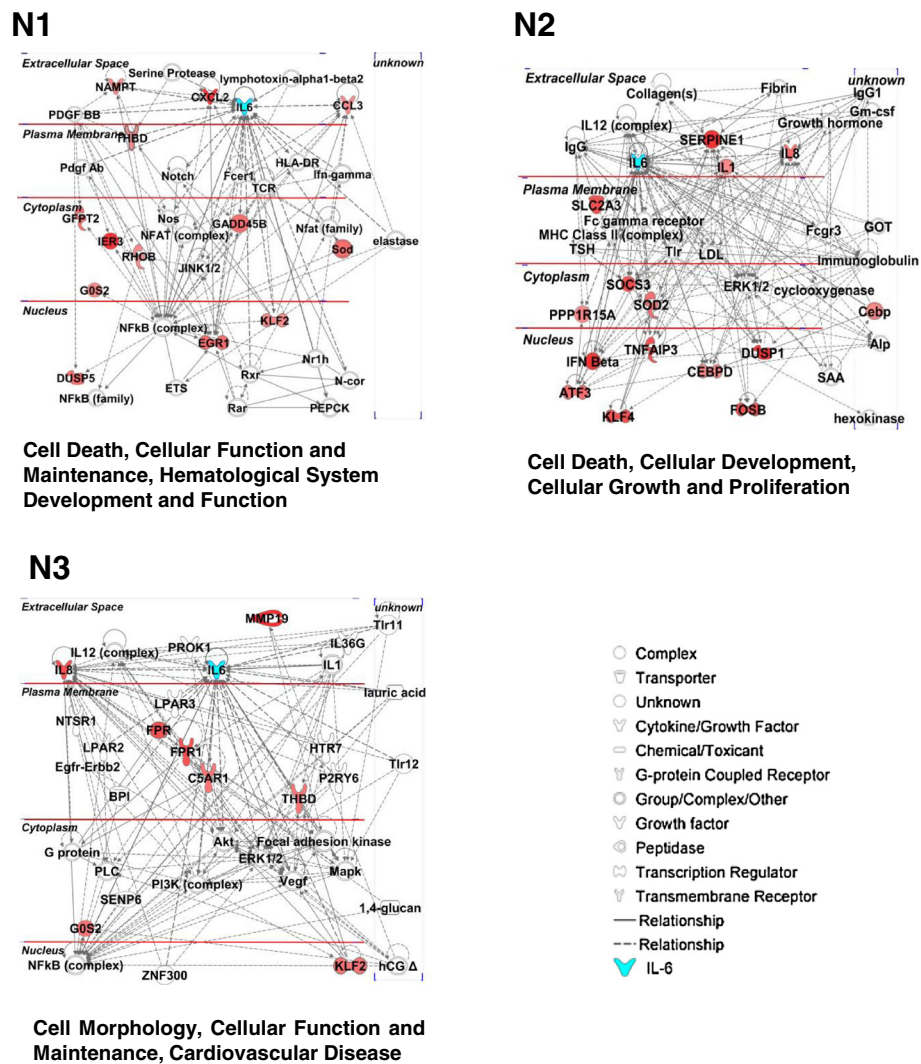 N1
Extracellular Space
unknown
Serine Protease
lymphotoxin-alpha1-beta2
NAMPT
CXCL2
IL6
CCL3
PDGF BB
Plasma Membrane
THBD
Pdgf Ab
Notch
Fcer1
HLA-DR
TCR
Ifn gamma
Cytoplasm
GFPT2
Nos
GADD45B
Nfat (family)
IER3
NFAT (complex)
elastase
RHOB
Sod
JINK1/2
G0S2
Nucleus
NFkB (complex)
KLF2
EGR1
Nr1h
DUSP5
ETS
Rxr
N-cor
NFkB (family)
Rar
PEPCK
Cell Death, Cellular Function and
Maintenance, Hematological System
Development and Function
N2
Extracellular Space
unknown
Collagen(s)
Fibrin
IgG1
Gm-csf
IL12 (complex)
Growth hormone
SERPINE1
IgG
IL6
IL1
IL8
Plasma Membrane
SLC2A3
Fc gamma receptor
Fcgr3
GOT
MHC Class II (complex)
TSH
Tlr
LDL
Immunoglobulin
Cytoplasm
SOCS3
ERK1/2
cyclooxygenase
SOD2
PPP1R15A
Cebp
Nucleus
TNFAIP3
DUSP1
Alp
IFN Beta
CEBPD
SAA
ATF3
KLF4
FOSB
hexokinase
Cell Death, Cellular Development,
Cellular Growth and Proliferation
N3
Extracellular Space
unknown
MMP19
Tlr11
IL12 (complex)
PROK1
IL36G
IL8
IL6
IL1
Plasma Membrane
lauric acid
LPAR3
NTSR1
FPR
LPAR2
FPR1
HTR7
Egfr-Erbb2
C5AR1
P2RY6
Tlr12
BPI
THBD
Cytoplasm
Akt
Focal adhesion kinase
G protein
ERK1/2
PLC
PI3K (complex)
Vegf
Mapk
SENP6
1,4-glucan
G0S2
Nucleus
NFkB (complex)
ZNF300
KLF2
hCG Δ
Cell Morphology, Cellular Function and
Maintenance, Cardiovascular Disease
Complex
Transporter
Unknown
Cytokine/Growth Factor
Chemical/Toxicant
G-protein Coupled Receptor
Group/Complex/Other
Growth factor
Peptidase
Transcription Regulator
Transmembrane Receptor
Relationship
Relationship
IL-6